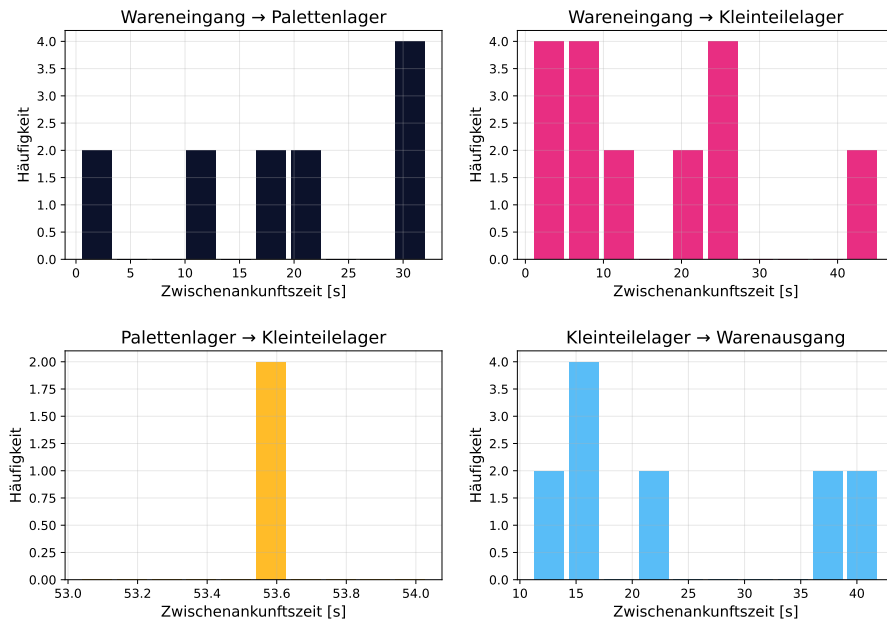 Wareneingang → Palettenlager
4.0
3.5
3.0
2.5
2.0
1.5
1.0
0.5
0.0
Häufigkeit
0 5 10 15 20 25 30
Zwischenankunftszeit [s]
Wareneingang → Kleinteilelager
4.0
3.5
3.0
2.5
2.0
1.5
1.0
0.5
0.0
Häufigkeit
0 10 20 30 40
Zwischenankunftszeit [s]
Palettenlager → Kleinteilelager
2.00
1.75
1.50
1.25
1.00
0.75
0.50
0.25
0.00
Häufigkeit
53.0 53.2 53.4 53.6 53.8 54.0
Zwischenankunftszeit [s]
Kleinteilelager → Warenausgang
4.0
3.5
3.0
2.5
2.0
1.5
1.0
0.5
0.0
Häufigkeit
10 15 20 25 30 35 40
Zwischenankunftszeit [s]